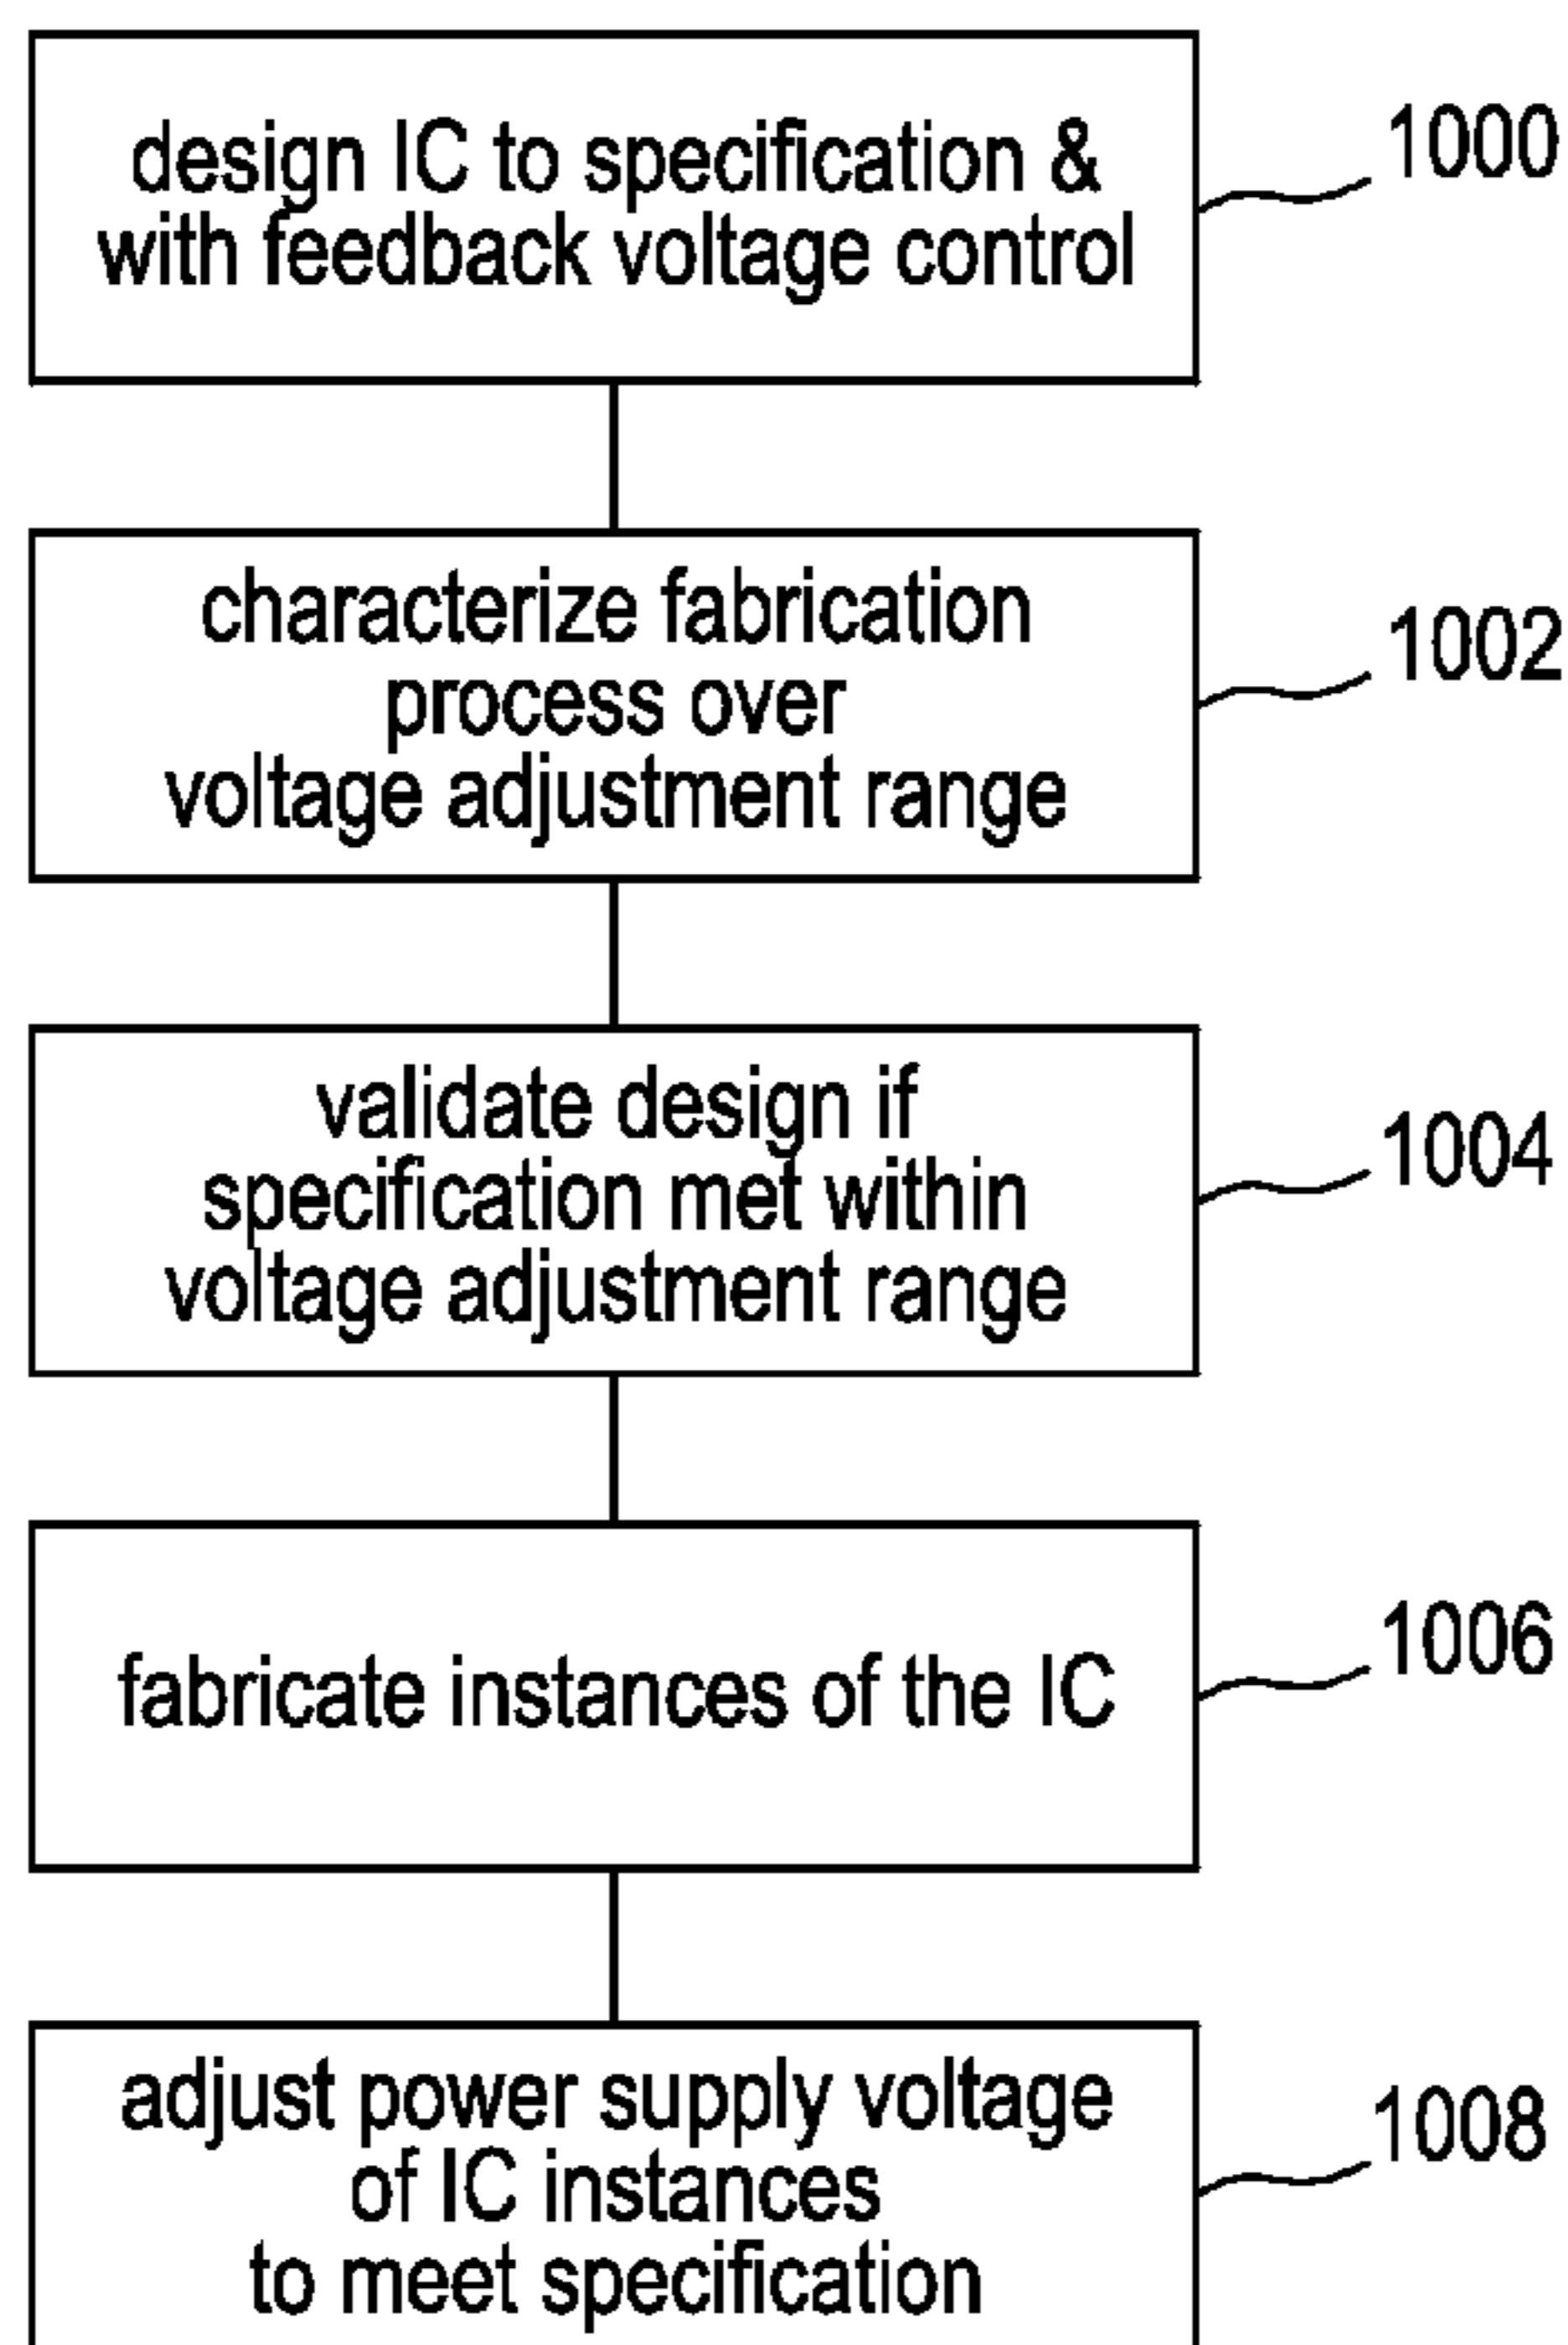 design IC to specification &
with feedback voltage control
1000
characterize fabrication
process over
voltage adjustment range
1002
validate design if
specification met within
voltage adjustment range
1004
fabricate instances of the IC
1006
adjust power supply voltage
of IC instances
to meet specification
1008